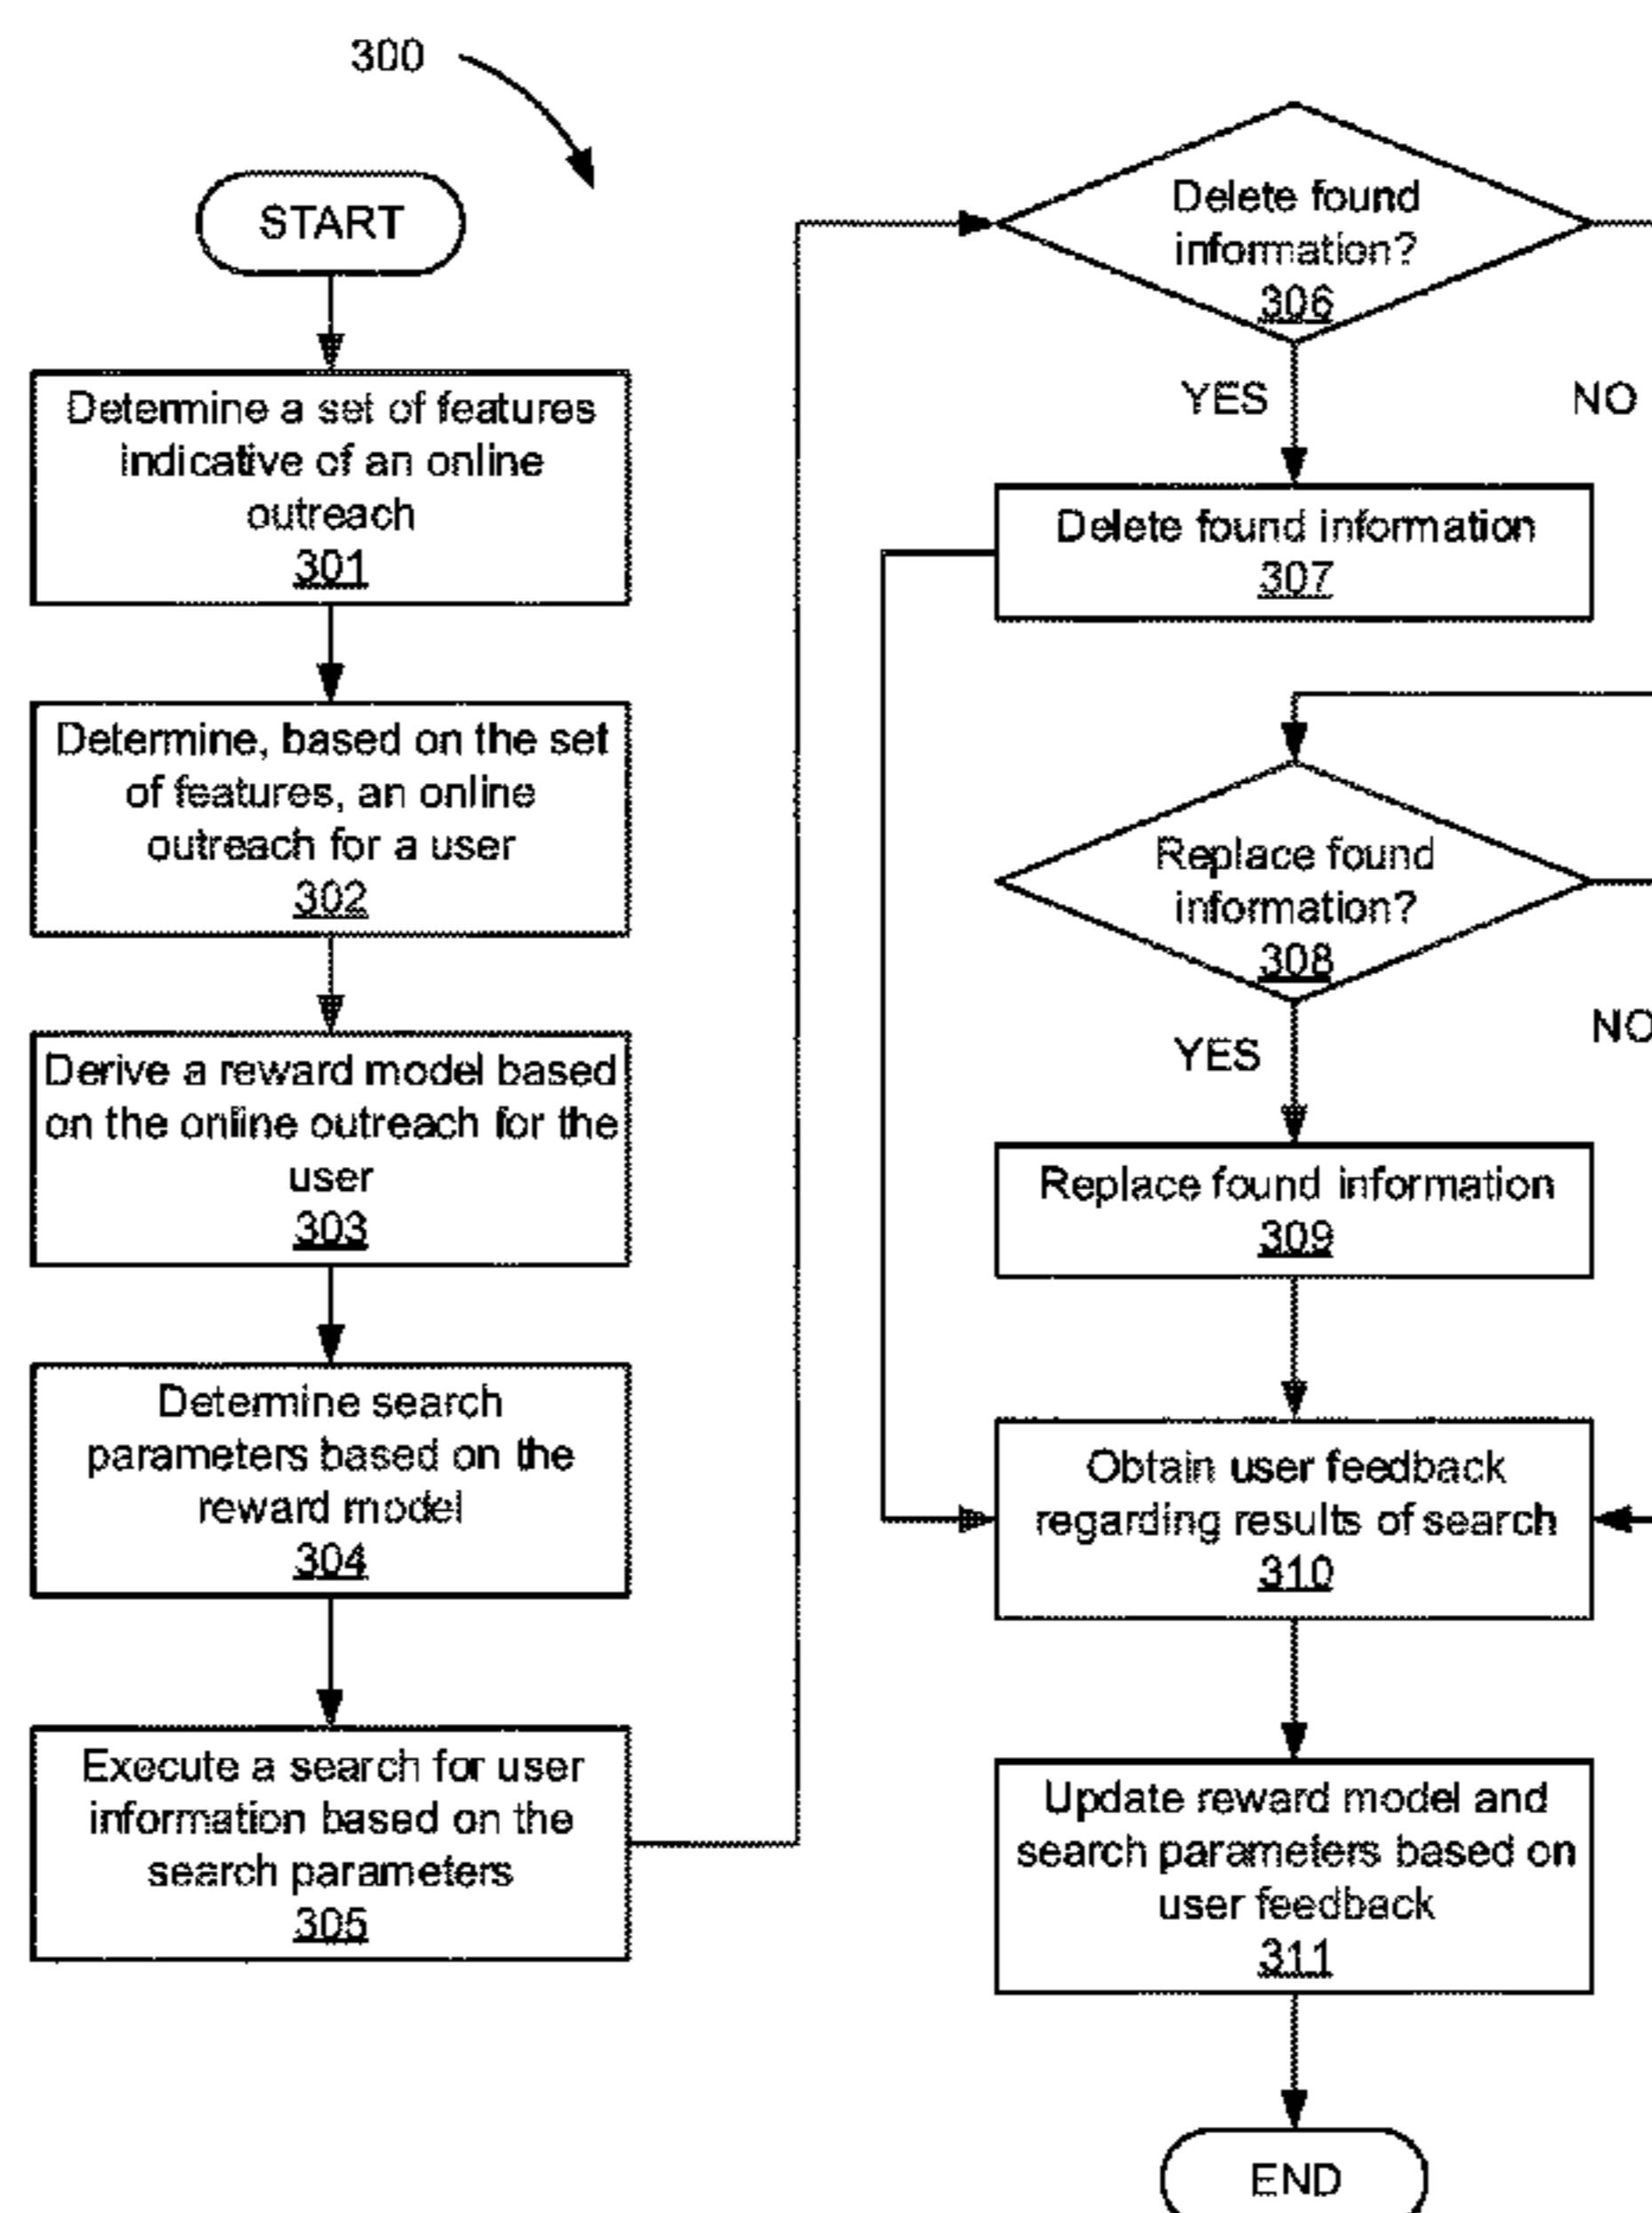 300
START
Determine a set of features
indicative of an online
outreach
301
Determine, based on the set
of features, an online
outreach for a user
302
Derive a reward model based
on the online outreach for the
user
303
Determine search
parameters based on the
reward model
304
Execute a search for user
information based on the
search parameters
305
Delete found
information?
306
YES
NO
Delete found information
307
Replace found
information?
308
YES
NO
Replace found information
309
Obtain user feedback
regarding results of search
310
Update reward model and
search parameters based on
user feedback
311
END